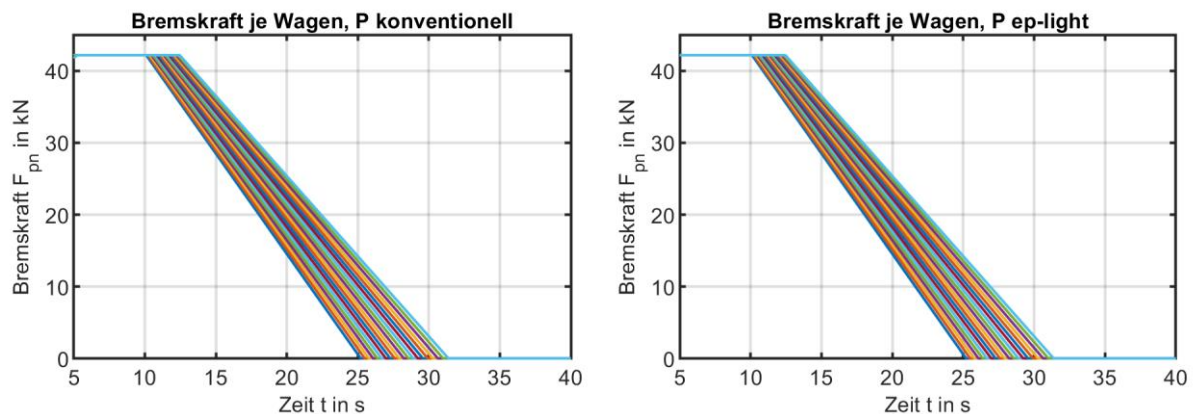 Bremskraft je Wagen, P konventionell
Bremskraft F_pn in kN
40
30
20
10
0
5 10 15 20 25 30 35 40
Zeit t in s
Bremskraft je Wagen, P ep-light
Bremskraft F_pn in kN
40
30
20
10
0
5 10 15 20 25 30 35 40
Zeit t in s